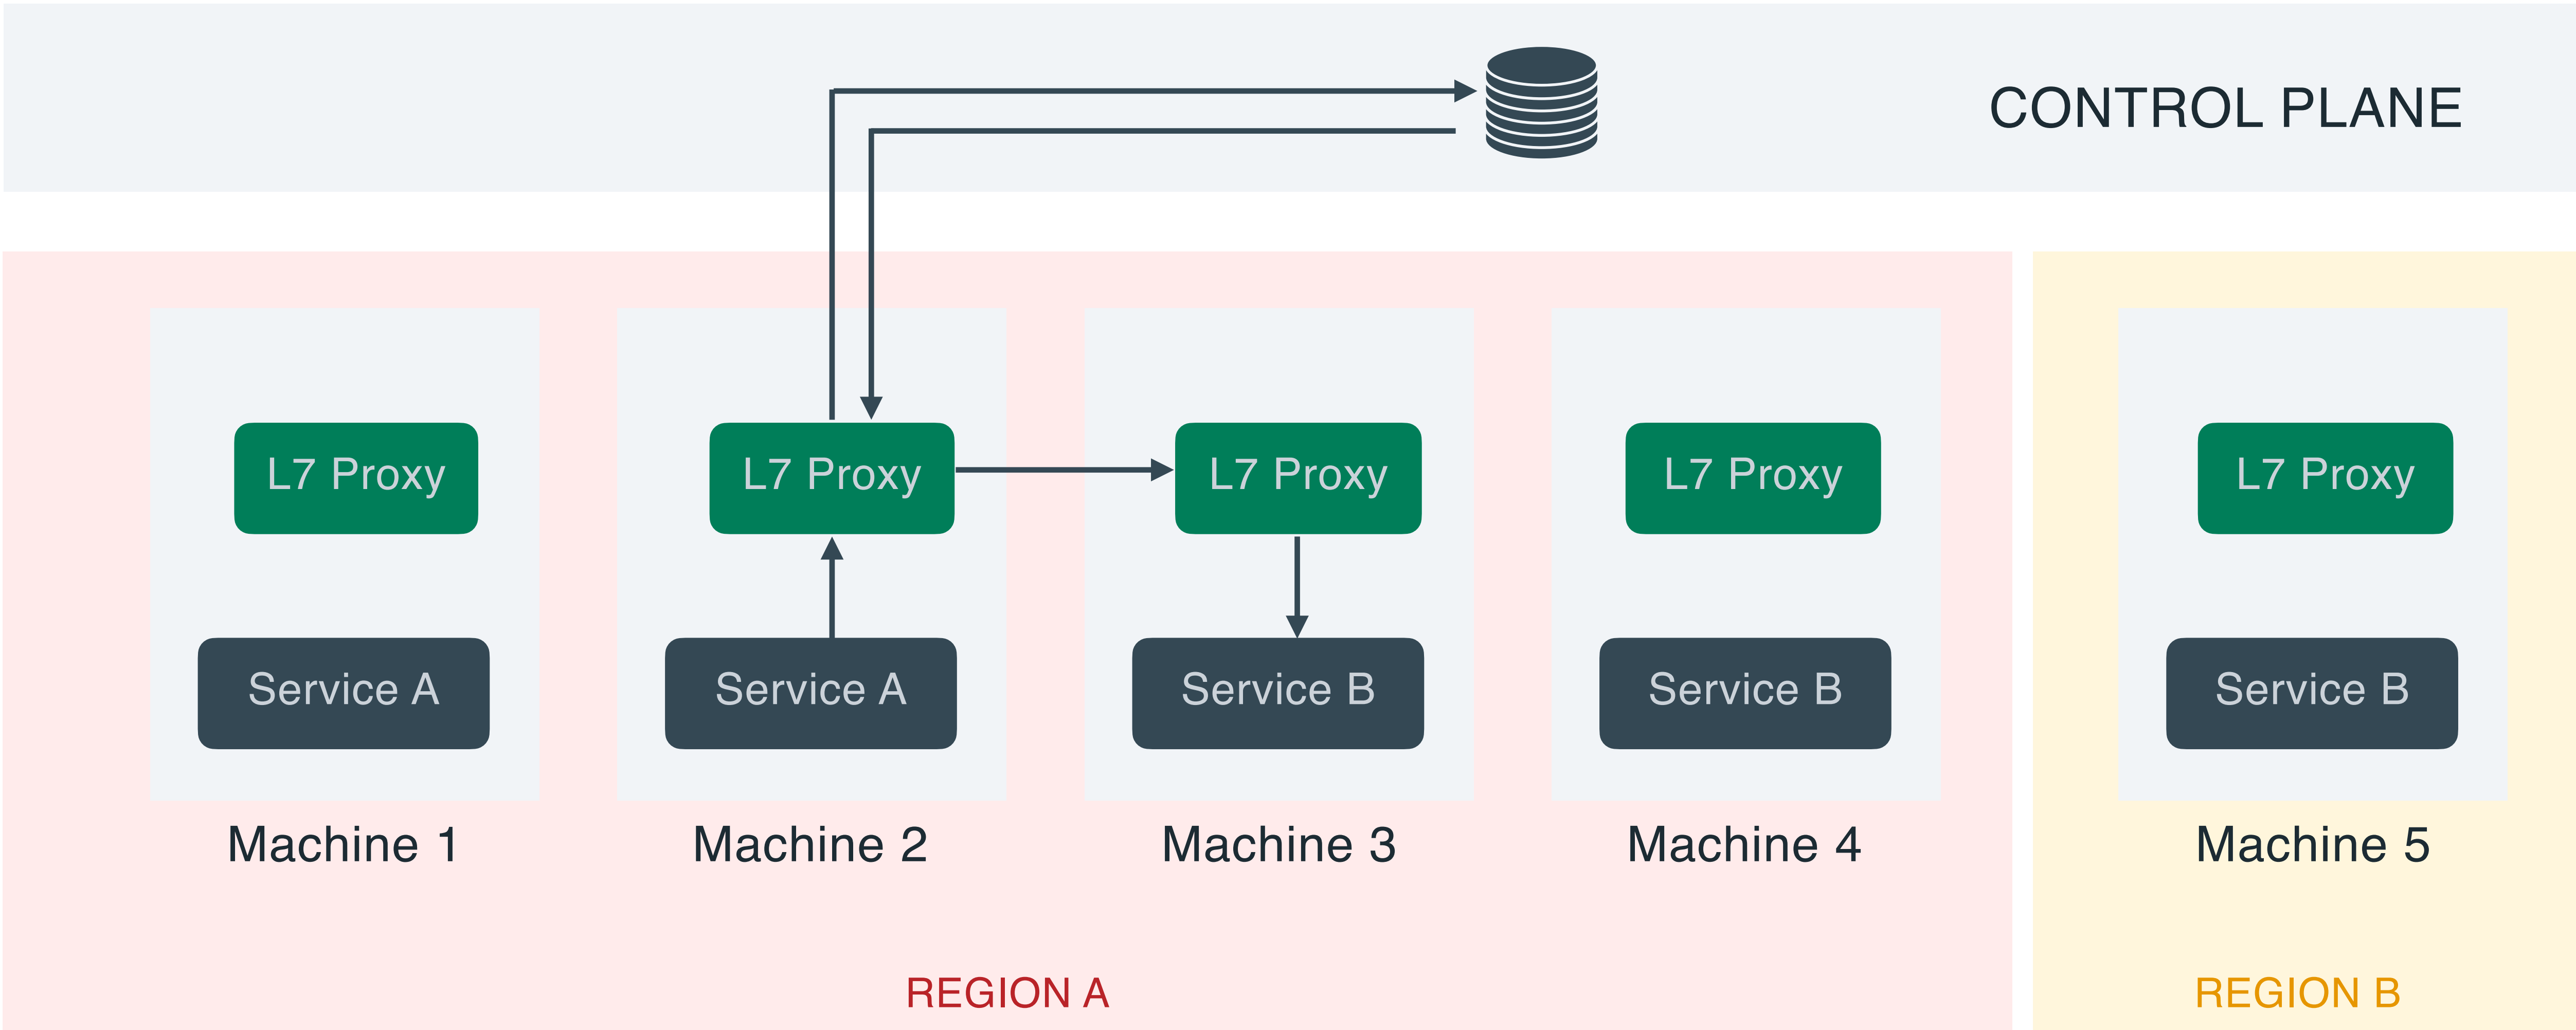 CONTROL PLANE
L7 Proxy
L7 Proxy
L7 Proxy
L7 Proxy
L7 Proxy
Service A
Service A
Service B
Service B
Service B
Machine 1
Machine 2
Machine 3
Machine 4
Machine 5
REGION A
REGION B